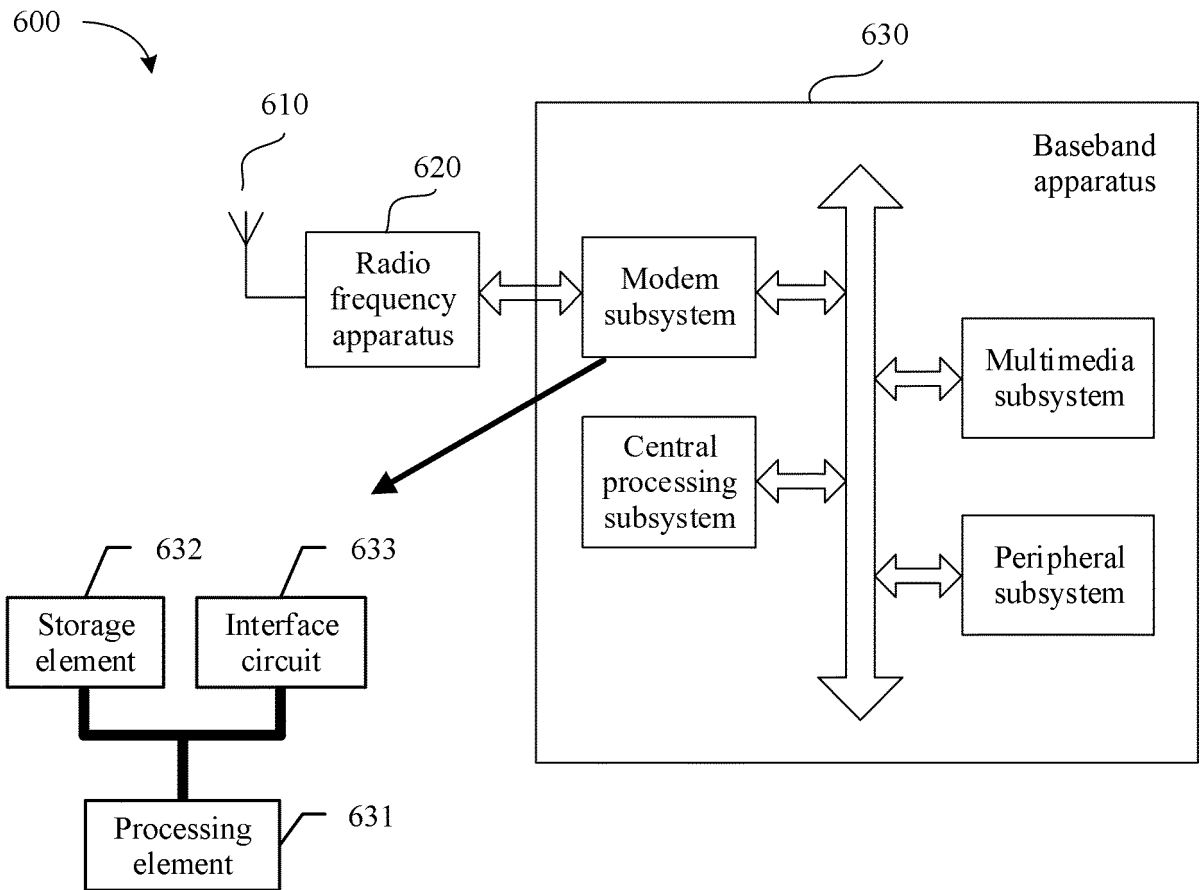 600
630
610
620
Baseband
apparatus
Radio
frequency
apparatus
Modem
subsystem
Multimedia
subsystem
Central
processing
subsystem
632
633
Storage
element
Interface
circuit
Peripheral
subsystem
631
Processing
element